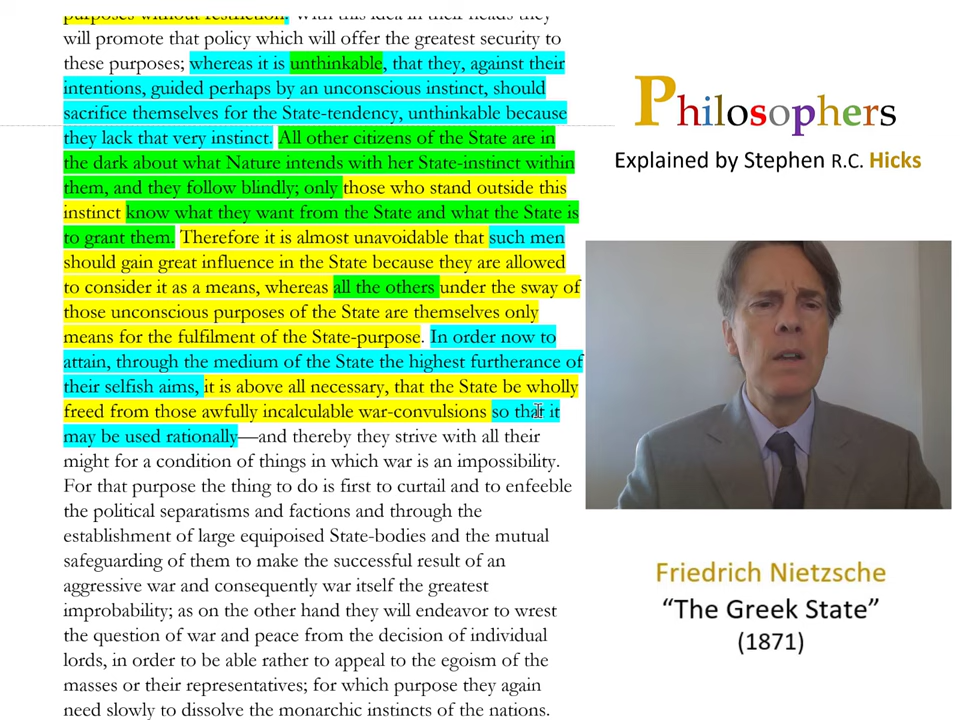 purposes without restriction. With this idea in their heads they
will promote that policy which will offer the greatest security to
these purposes; whereas it is unthinkable, that they, against their
intentions, guided perhaps by an unconscious instinct, should
sacrifice themselves for the State-tendency, unthinkable because
they lack that very instinct. All other citizens of the State are in
the dark about what Nature intends with her State-instinct within
them, and they follow blindly; only those who stand outside this
instinct know what they want from the State and what the State is
to grant them. Therefore it is almost unavoidable that such men
should gain great influence in the State because they are allowed
to consider it as a means, whereas all the others under the sway of
those unconscious purposes of the State are themselves only
means for the fulfilment of the State-purpose. In order now to
attain, through the medium of the State the highest furtherance of
their selfish aims, it is above all necessary, that the State be wholly
freed from those awfully incalculable war-convulsions so that it
may be used rationally—and thereby they strive with all their
might for a condition of things in which war is an impossibility.
For that purpose the thing to do is first to curtail and to enfeeble
the political separatisms and factions and through the
establishment of large equipoised State-bodies and the mutual
safeguarding of them to make the successful result of an
aggressive war and consequently war itself the greatest
improbability; as on the other hand they will endeavor to wrest
the question of war and peace from the decision of individual
lords, in order to be able rather to appeal to the egoism of the
masses or their representatives; for which purpose they again
need slowly to dissolve the monarchic instincts of the nations.
Philosophers
Explained by Stephen R.C. Hicks
Friedrich Nietzsche
“The Greek State”
(1871)